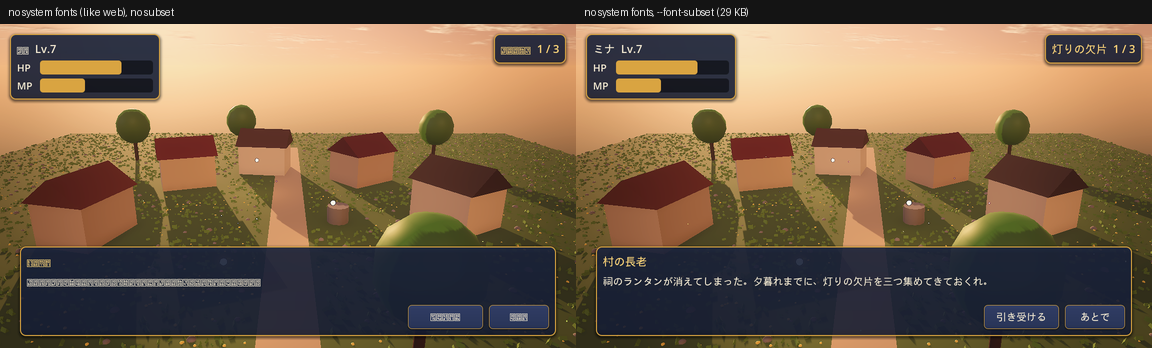 no system fonts (like web), no subset
Lv.7
1 / 3
HP
MP
no system fonts, --font-subset (29 KB)
ミナ Lv.7
灯りの欠片 1 / 3
HP
MP
村の長老
祠のランタンが消えてしまった。夕暮れまでに、灯りの欠片を三つ集めてきておくれ。
引き受ける
あとで